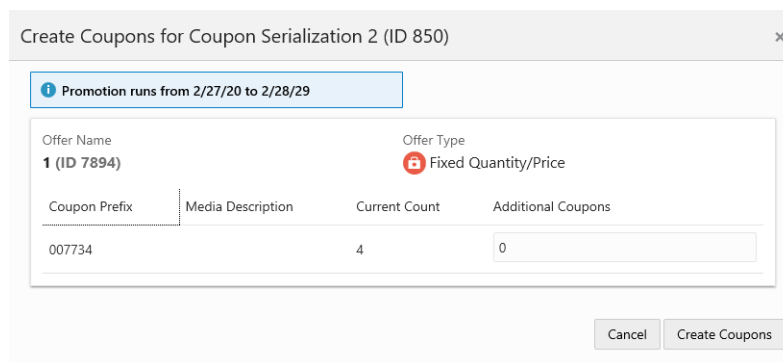 Create Coupons for Coupon Serialization 2 (ID 850)
Promotion runs from 2/27/20 to 2/28/29
Offer Name Offer Type
1 (ID 7894) Fixed Quantity/Price
Coupon Prefix Media Description Current Count Additional Coupons
007734 4 0
Cancel Create Coupons